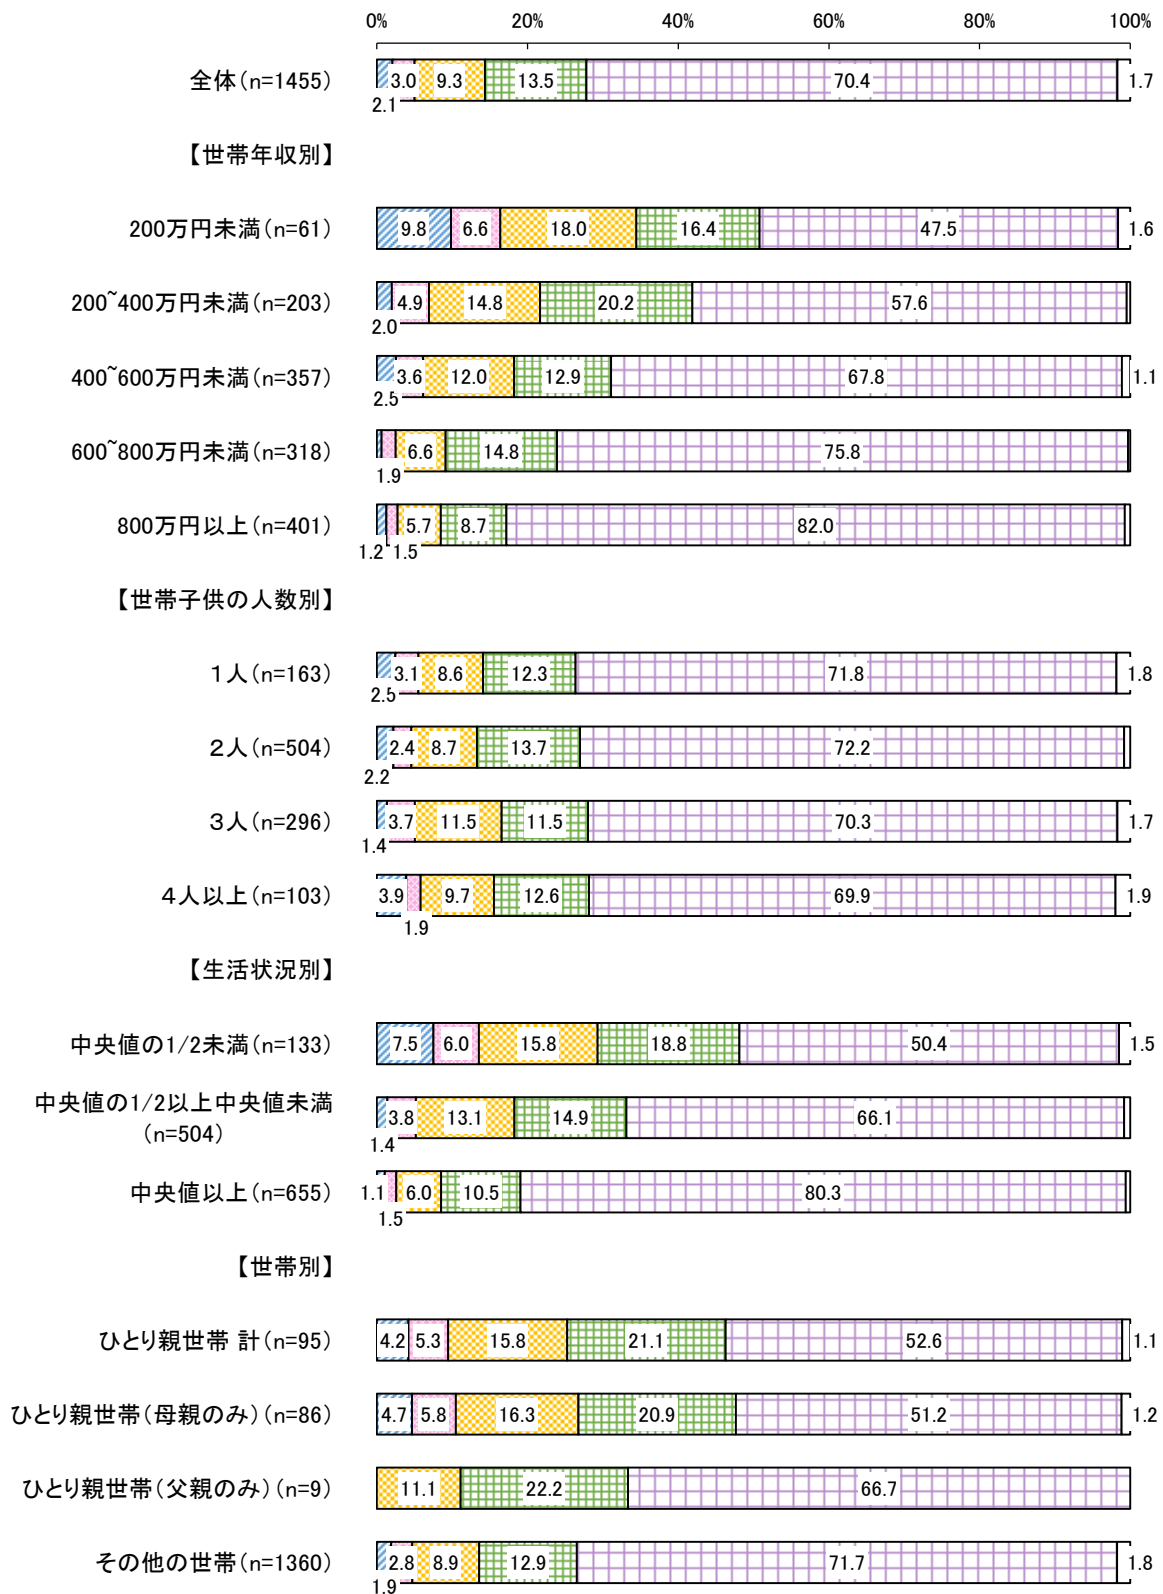 0% 20% 40% 60% 80% 100%
全体(n=1455) 3.0 9.3 13.5 70.4 1.7
2.1
【世帯年収別】
200万円未満(n=61) 9.8 6.6 18.0 16.4 47.5 1.6
200~400万円未満(n=203) 4.9 14.8 20.2 57.6
2.0
400~600万円未満(n=357) 3.6 12.0 12.9 67.8 1.1
2.5
600~800万円未満(n=318) 6.6 14.8 75.8
1.9
800万円以上(n=401) 5.7 8.7 82.0
1.2 1.5
【世帯子供の人数別】
1人(n=163) 3.1 8.6 12.3 71.8 1.8
2.5
2人(n=504) 2.4 8.7 13.7 72.2
2.2
3人(n=296) 3.7 11.5 11.5 70.3 1.7
1.4
4人以上(n=103) 3.9 9.7 12.6 69.9 1.9
1.9
【生活状況別】
中央値の1/2未満(n=133) 7.5 6.0 15.8 18.8 50.4 1.5
中央値の1/2以上中央値未満
(n=504) 3.8 13.1 14.9 66.1
1.4
中央値以上(n=655) 1.1 6.0 10.5 80.3
1.5
【世帯別】
ひとり親世帯 計(n=95) 4.2 5.3 15.8 21.1 52.6 1.1
ひとり親世帯(母親のみ)(n=86) 4.7 5.8 16.3 20.9 51.2 1.2
ひとり親世帯(父親のみ)(n=9) 11.1 22.2 66.7
その他の世帯(n=1360) 2.8 8.9 12.9 71.7 1.8
1.9